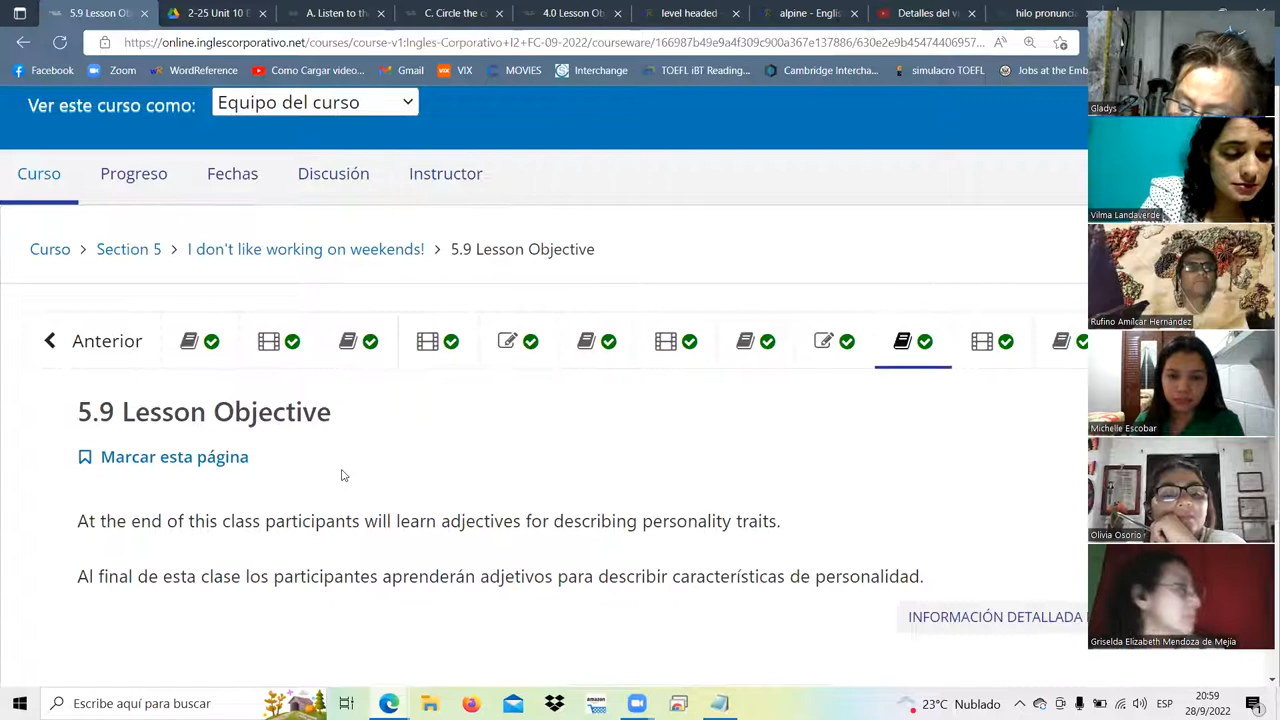 5.9 Lesson Ob
2-25 Unit 10 E
A. Listen to th
C. Circle the c
4.0 Lesson Ob
level headed
alpine - Englis
Detalles del v
hilo pronuncia
https://online.inglescorporativo.net/courses/course-v1:Ingles-Corporativo+I2+FC-09-2022/courseware/166987b49e9a4f309c900a367e137886/630e2e9b45474406957...
Facebook
Zoom
WordReference
Como Cargar video...
Gmail
VIX
MOVIES
Interchange
TOEFL iBT Reading...
Cambridge Intercha...
simulacro TOEFL
Jobs at the Emb
Ver este curso como:
Equipo del curso
Curso
Progreso
Fechas
Discusión
Instructor
Curso > Section 5 > I don't like working on weekends! > 5.9 Lesson Objective
Anterior
5.9 Lesson Objective
Marcar esta página
At the end of this class participants will learn adjectives for describing personality traits.
Al final de esta clase los participantes aprenderán adjetivos para describir características de personalidad.
INFORMACIÓN DETALLADA
Gladys
Vilma Landaverde
Rufino Amílcar Hernández
Michelle Escobar
Olivia Osorio
Griselda Elizabeth Mendoza de Mejía
Escribe aquí para buscar
23°C Nublado
ESP
20:59
28/9/2022